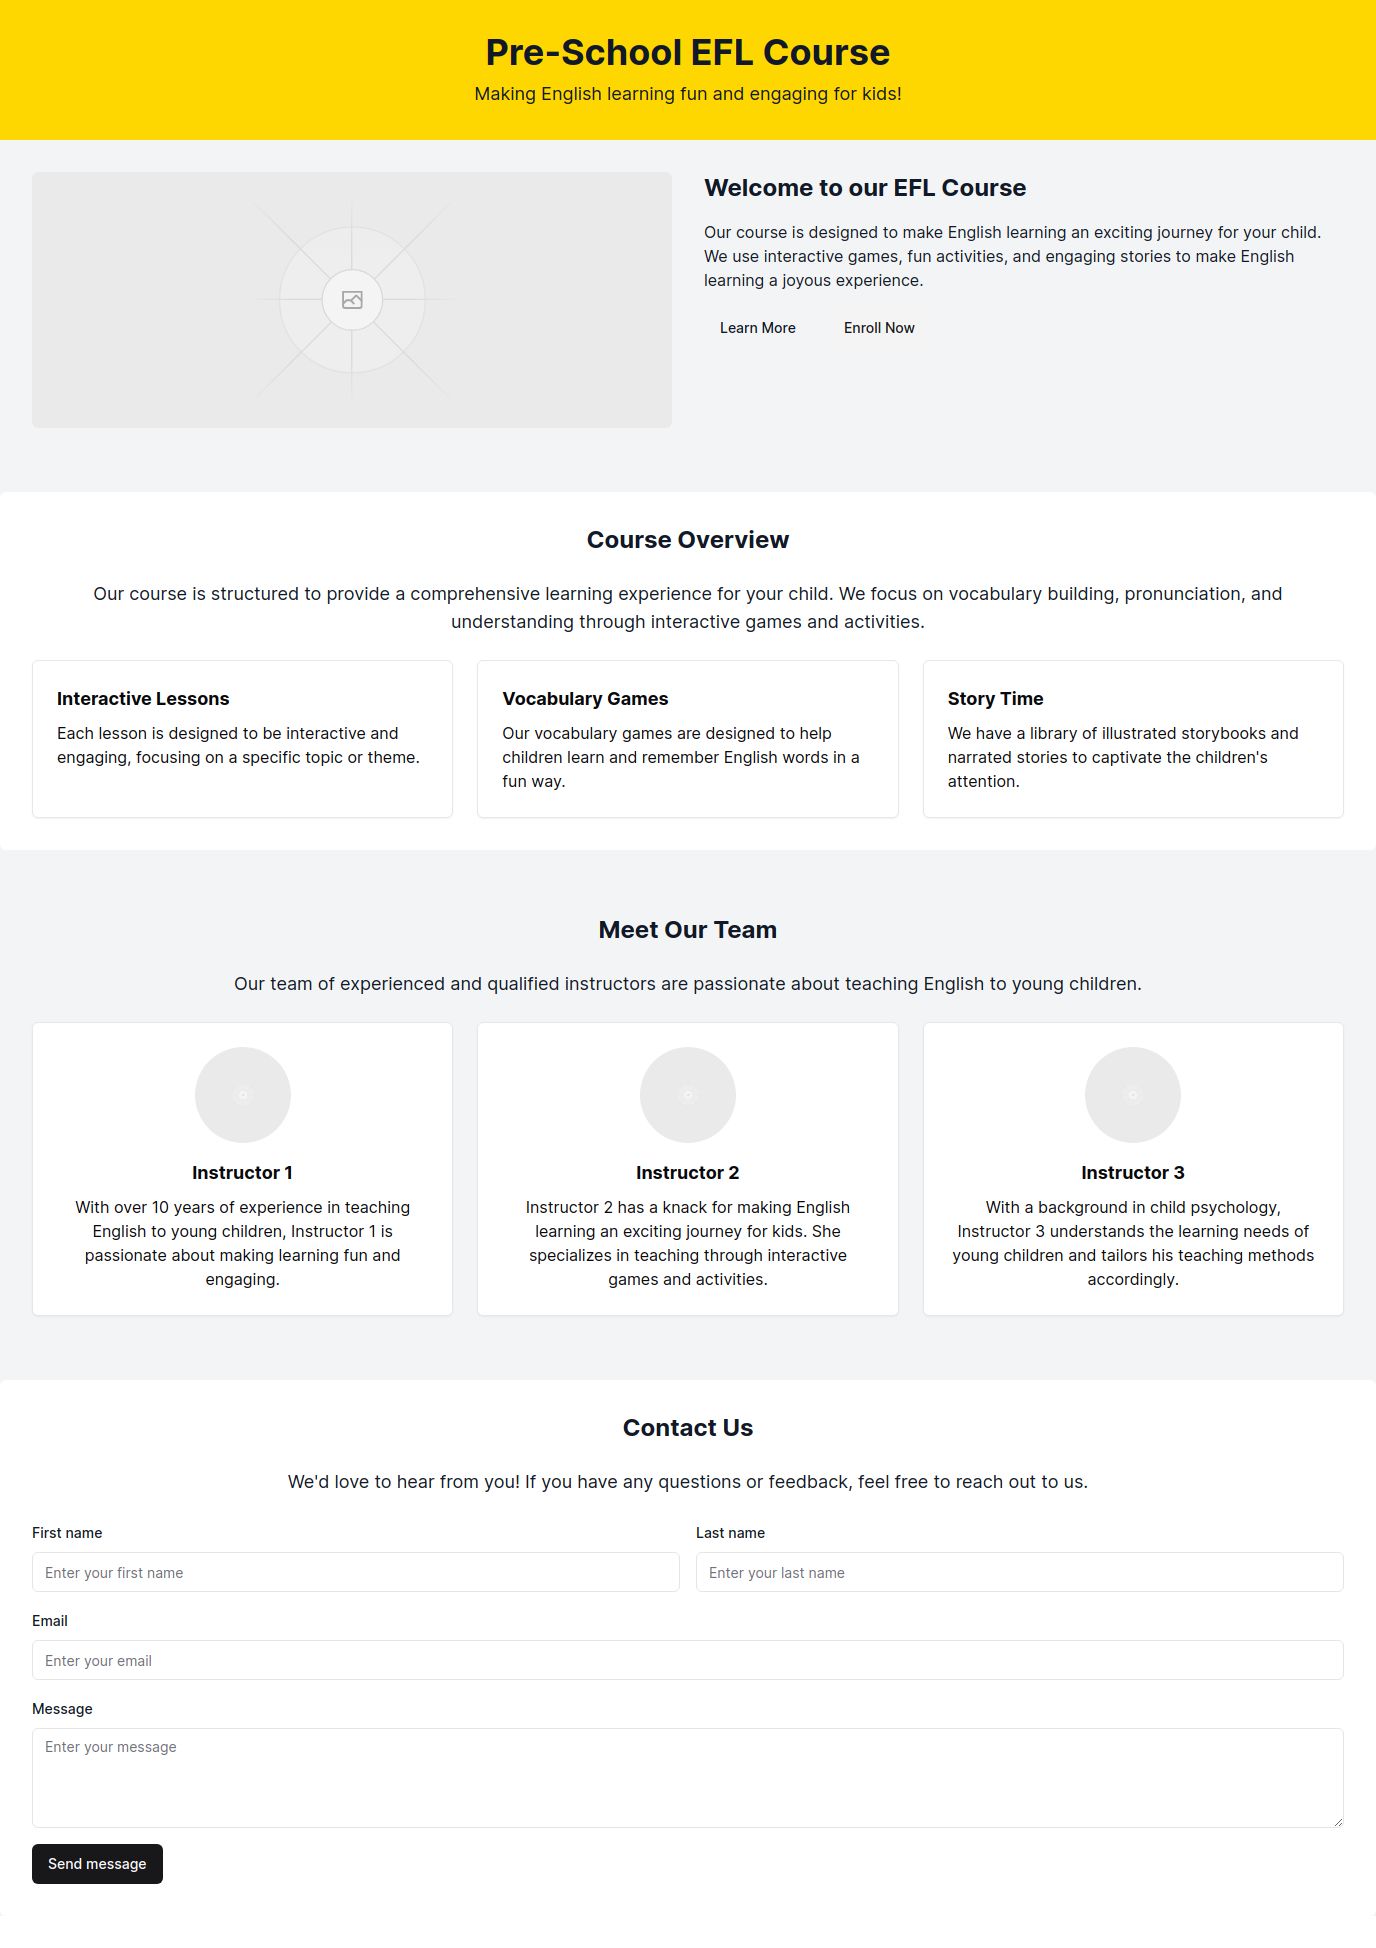 Pre-School EFL Course
Making English learning fun and engaging for kids!
Welcome to our EFL Course
Our course is designed to make English learning an exciting journey for your child.
We use interactive games, fun activities, and engaging stories to make English
learning a joyous experience.
Learn More
Enroll Now
Course Overview
Our course is structured to provide a comprehensive learning experience for your child. We focus on vocabulary building, pronunciation, and
understanding through interactive games and activities.
Interactive Lessons
Each lesson is designed to be interactive and
engaging, focusing on a specific topic or theme.
Vocabulary Games
Our vocabulary games are designed to help
children learn and remember English words in a
fun way.
Story Time
We have a library of illustrated storybooks and
narrated stories to captivate the children's
attention.
Meet Our Team
Our team of experienced and qualified instructors are passionate about teaching English to young children.
Instructor 1
With over 10 years of experience in teaching
English to young children, Instructor 1 is
passionate about making learning fun and
engaging.
Instructor 2
Instructor 2 has a knack for making English
learning an exciting journey for kids. She
specializes in teaching through interactive
games and activities.
Instructor 3
With a background in child psychology,
Instructor 3 understands the learning needs of
young children and tailors his teaching methods
accordingly.
Contact Us
We'd love to hear from you! If you have any questions or feedback, feel free to reach out to us.
First name
Enter your first name
Last name
Enter your last name
Email
Enter your email
Message
Enter your message
Send message